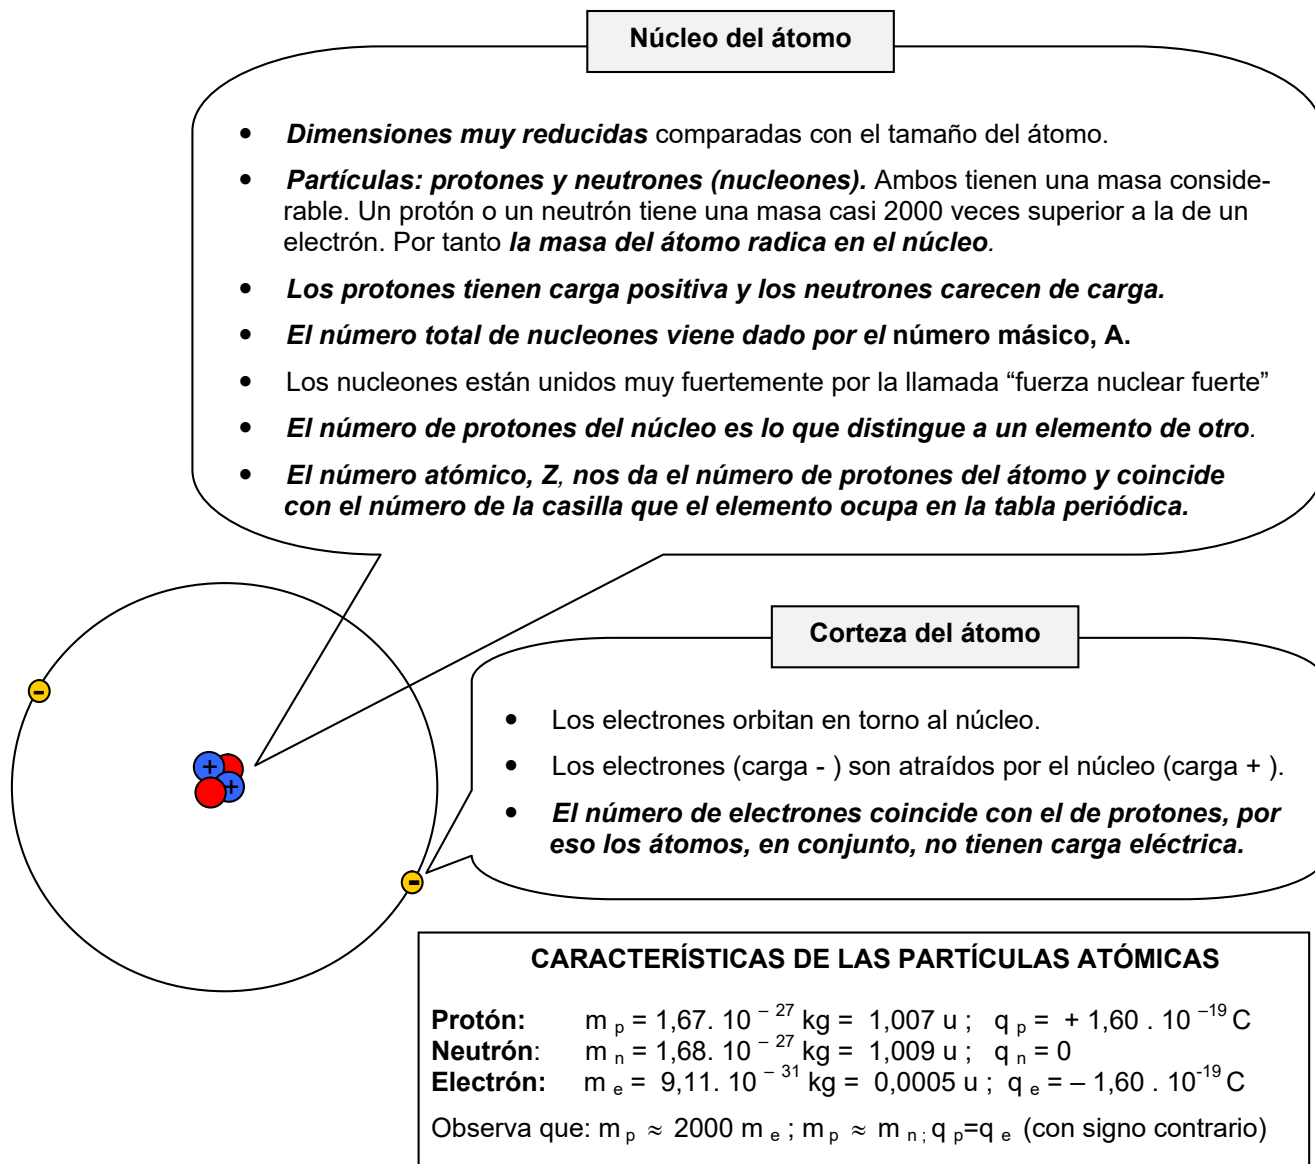 Núcleo del átomo
• Dimensiones muy reducidas comparadas con el tamaño del átomo.
• Partículas: protones y neutrones (nucleones). Ambos tienen una masa conside-
rable. Un protón o un neutrón tiene una masa casi 2000 veces superior a la de un
electrón. Por tanto la masa del átomo radica en el núcleo.
• Los protones tienen carga positiva y los neutrones carecen de carga.
• El número total de nucleones viene dado por el número másico, A.
• Los nucleones están unidos muy fuertemente por la llamada “fuerza nuclear fuerte”
• El número de protones del núcleo es lo que distingue a un elemento de otro.
• El número atómico, Z, nos da el número de protones del átomo y coincide
con el número de la casilla que el elemento ocupa en la tabla periódica.
Corteza del átomo
• Los electrones orbitan en torno al núcleo.
• Los electrones (carga - ) son atraídos por el núcleo (carga + ).
• El número de electrones coincide con el de protones, por
eso los átomos, en conjunto, no tienen carga eléctrica.
-
+
+
-
CARACTERÍSTICAS DE LAS PARTÍCULAS ATÓMICAS
Protón: m p = 1,67. 10 – 27 kg = 1,007 u ; q p = + 1,60 . 10 –19 C
Neutrón: m n = 1,68. 10 – 27 kg = 1,009 u ; q n = 0
Electrón: m e = 9,11. 10 – 31 kg = 0,0005 u ; q e = – 1,60 . 10-19 C
Observa que: m p ≈ 2000 m e ; m p ≈ m n; q p=q e (con signo contrario)